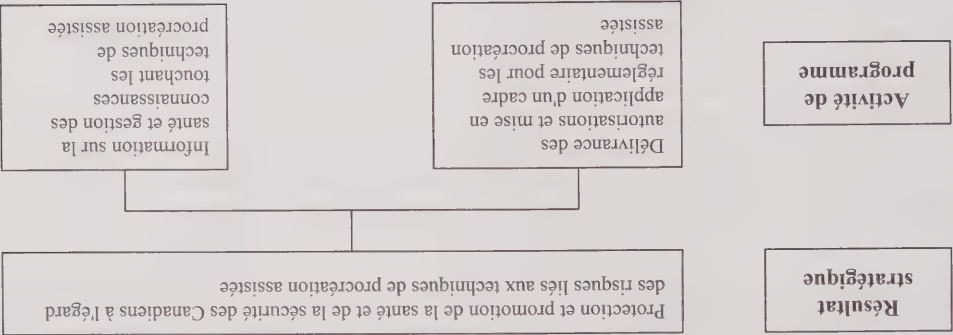 Résultat
stratégique
Protection et promotion de la santé et de la sécurité des Canadiens à l'égard
des risques liés aux techniques de procréation assistée
Activité de
programme
Délivrance des
autorisations et mise en
application d'un cadre
réglementaire pour les
techniques de procréation
assistée
Information sur la
santé et gestion des
connaissances
touchant les
techniques de
procréation assistée